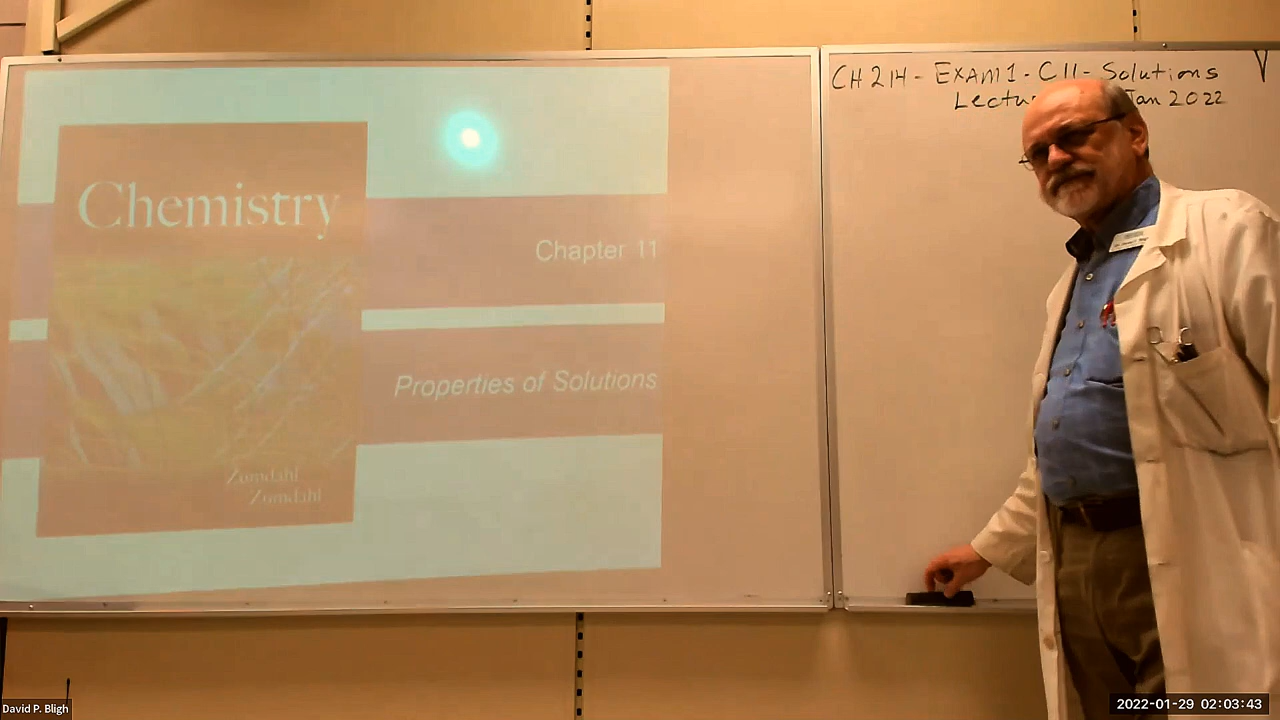 Chemistry
Chapter 11
Properties of Solutions
Zumdahl
Zumdahl
CH 214 - EXAM 1 - C11 - Solutions
Jan 2022
David P. Bligh
2022-01-29 02:03:43